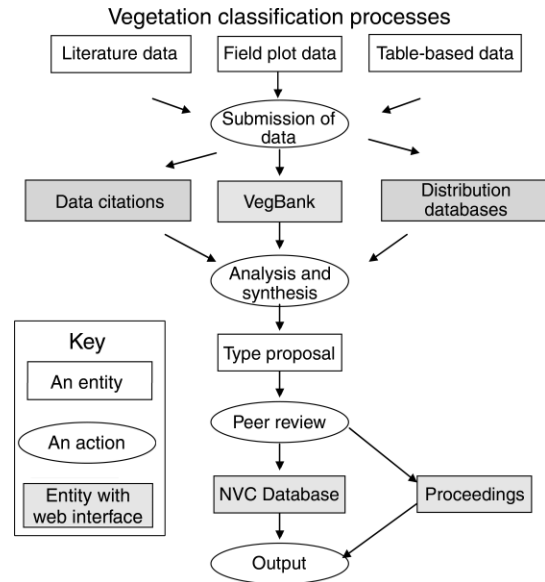 Vegetation classification processes
Literature data
Field plot data
Table-based data
Submission of
data
Data citations
VegBank
Distribution
databases
Analysis and
synthesis
Type proposal
Peer review
NVC Database
Proceedings
Output
Key
An entity
An action
Entity with
web interface